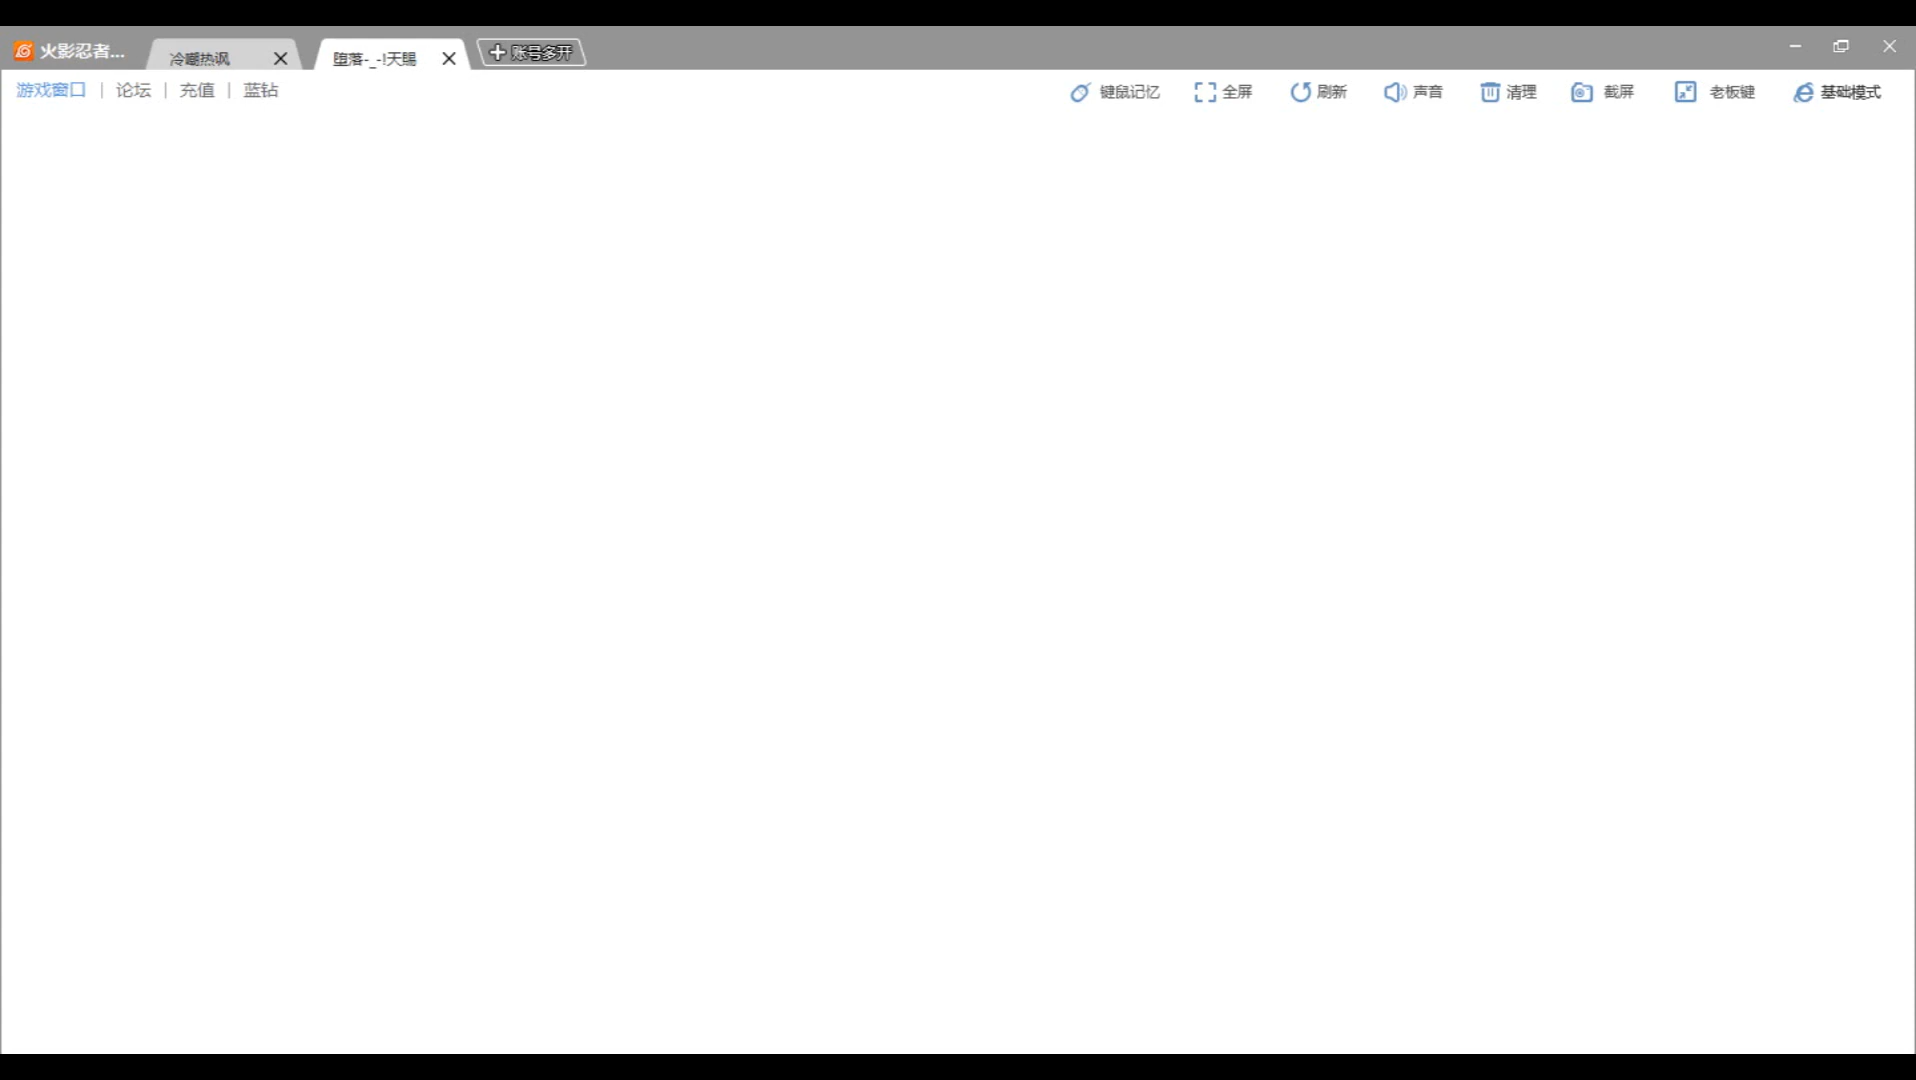 火影忍者...
冷嘲热讽
堕落-_-!天賜
账号多开
游戏窗口 | 论坛 | 充值 | 蓝钻
键鼠记忆 全屏 刷新 声音 清理 截屏 老板键 基础模式